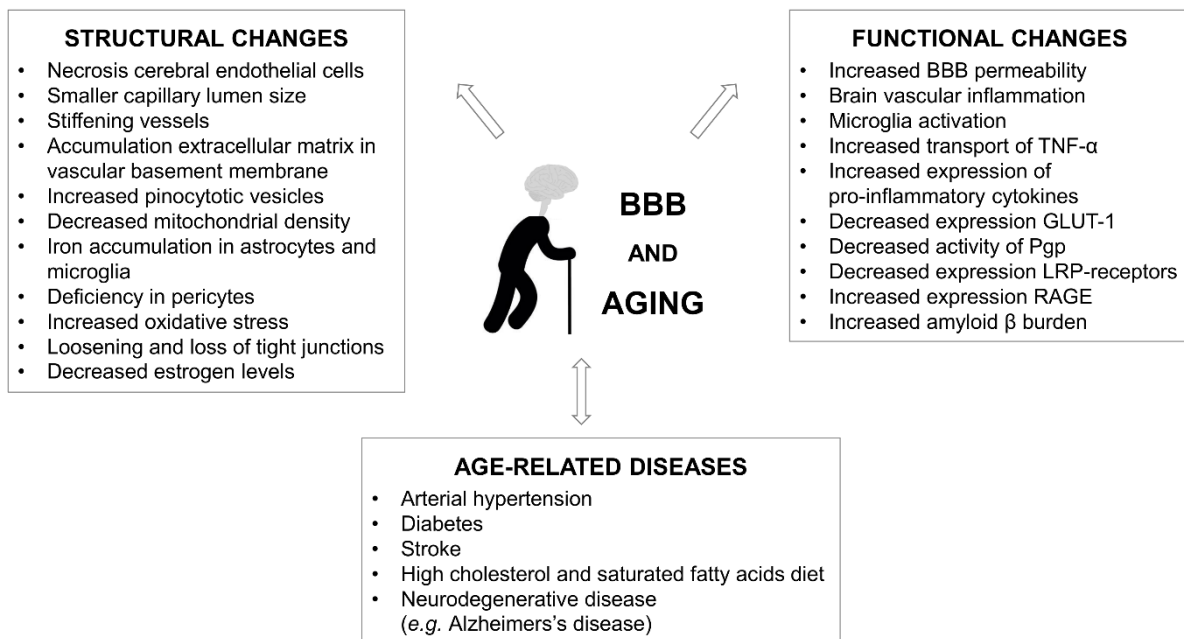 STRUCTURAL CHANGES
• Necrosis cerebral endothelial cells
• Smaller capillary lumen size
• Stiffening vessels
• Accumulation extracellular matrix in
vascular basement membrane
• Increased pinocytotic vesicles
• Decreased mitochondrial density
• Iron accumulation in astrocytes and
microglia
• Deficiency in pericytes
• Increased oxidative stress
• Loosening and loss of tight junctions
• Decreased estrogen levels
BBB
AND
AGING
FUNCTIONAL CHANGES
• Increased BBB permeability
• Brain vascular inflammation
• Microglia activation
• Increased transport of TNF-α
• Increased expression of
pro-inflammatory cytokines
• Decreased expression GLUT-1
• Decreased activity of Pgp
• Decreased expression LRP-receptors
• Increased expression RAGE
• Increased amyloid β burden
AGE-RELATED DISEASES
• Arterial hypertension
• Diabetes
• Stroke
• High cholesterol and saturated fatty acids diet
• Neurodegenerative disease
(e.g. Alzheimers's disease)